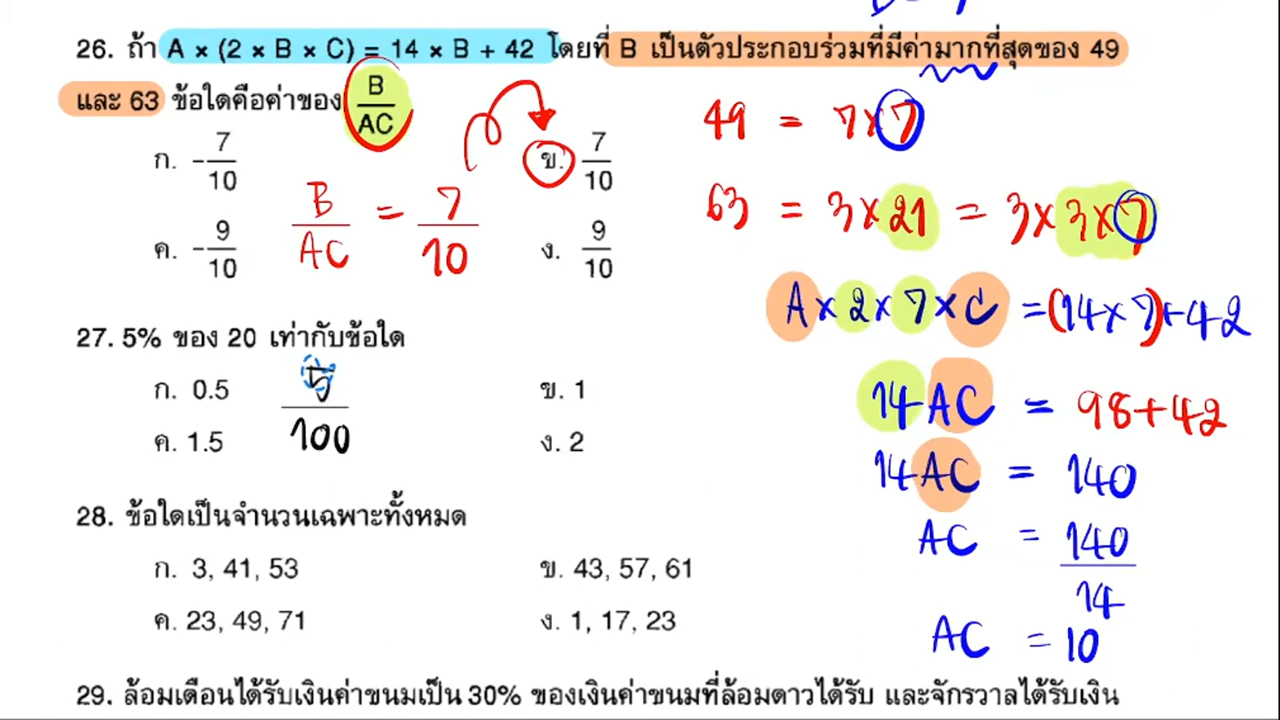 26. ถ้า A × (2 × B × C) = 14 × B + 42 โดยที่ B เป็นตัวประกอบร่วมที่มีค่ามากที่สุดของ 49
และ 63 ข้อใดคือค่าของ B/AC
ก. -7/10
ข. 7/10
ค. -9/10
ง. 9/10
B/AC = 7/10
49 = 7×7
63 = 3×21 = 3×3×7
A×2×7×C =(14×7)+42
14AC = 98+42
14AC = 140
AC = 140/14
AC = 10
27. 5% ของ 20 เท่ากับข้อใด
ก. 0.5
ข. 1
ค. 1.5
ง. 2
5/100
28. ข้อใดเป็นจำนวนเฉพาะทั้งหมด
ก. 3, 41, 53
ข. 43, 57, 61
ค. 23, 49, 71
ง. 1, 17, 23
29. ล้อมเดือนได้รับเงินค่าขนมเป็น 30% ของเงินค่าขนมที่ล้อมดาวได้รับ และจักรวาลได้รับเงิน